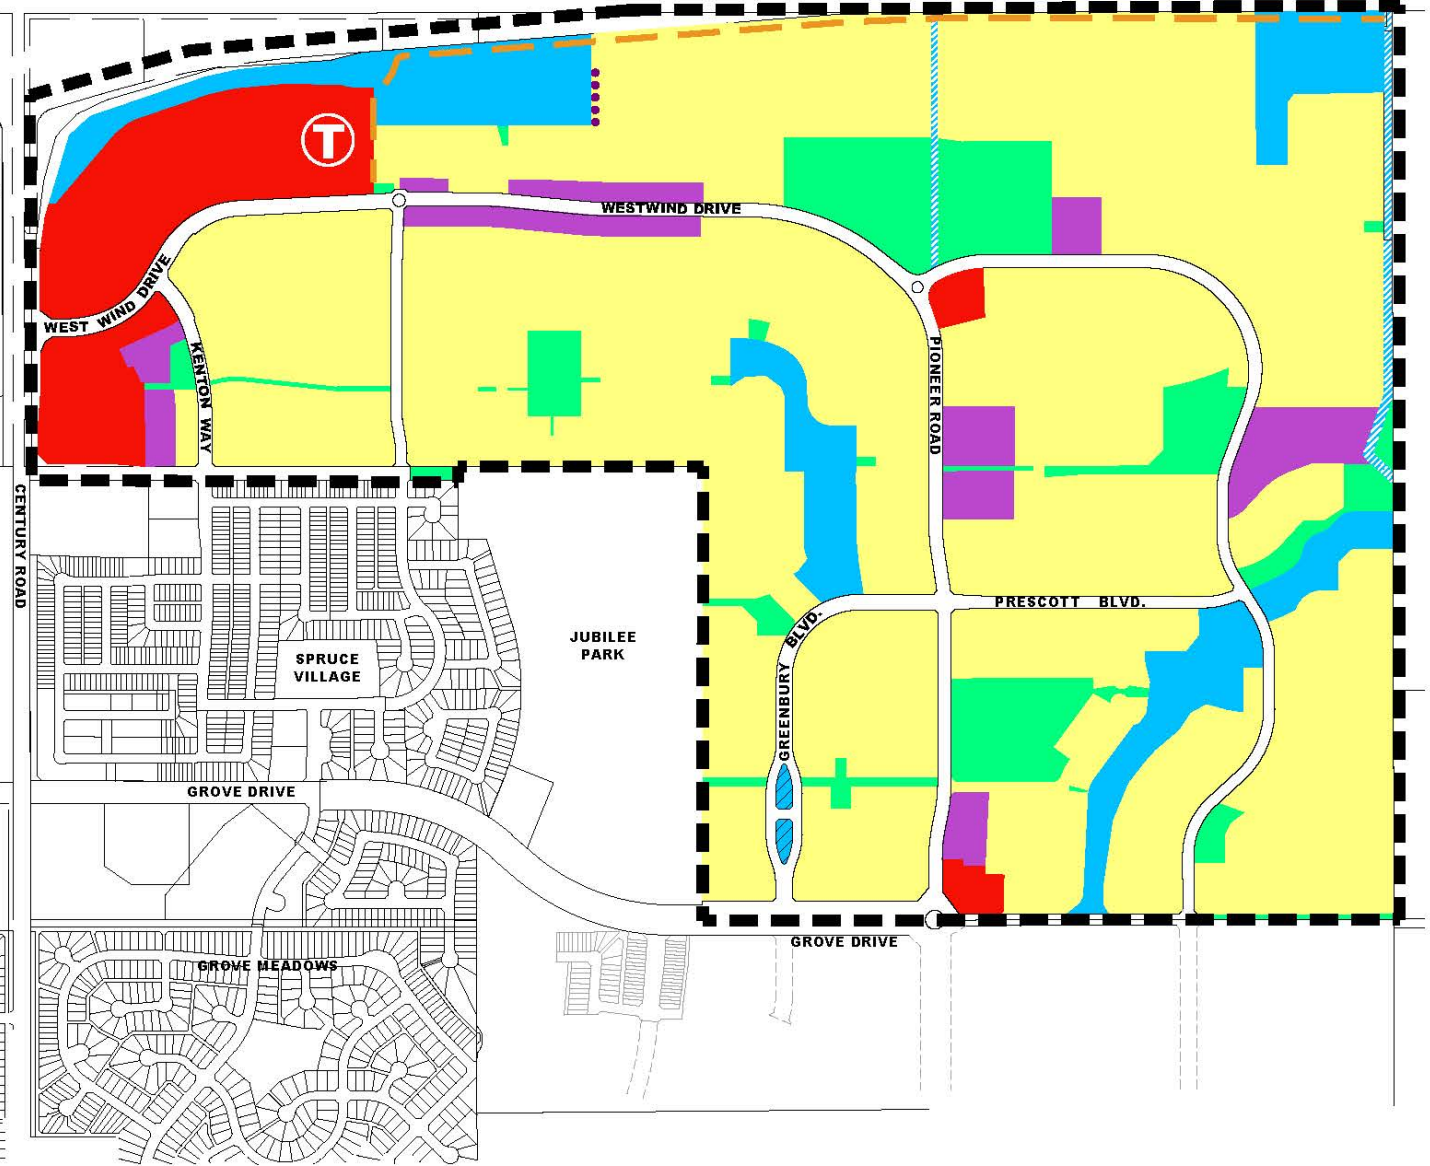 T
WESTWIND DRIVE
WEST WIND DRIVE
KENTON WAY
PIONEER ROAD
CENTURY ROAD
PRESCOTT BLVD.
GREENBURY BLVD.
JUBILEE
PARK
SPRUCE
VILLAGE
GROVE DRIVE
GROVE DRIVE
GROVE MEADOWS